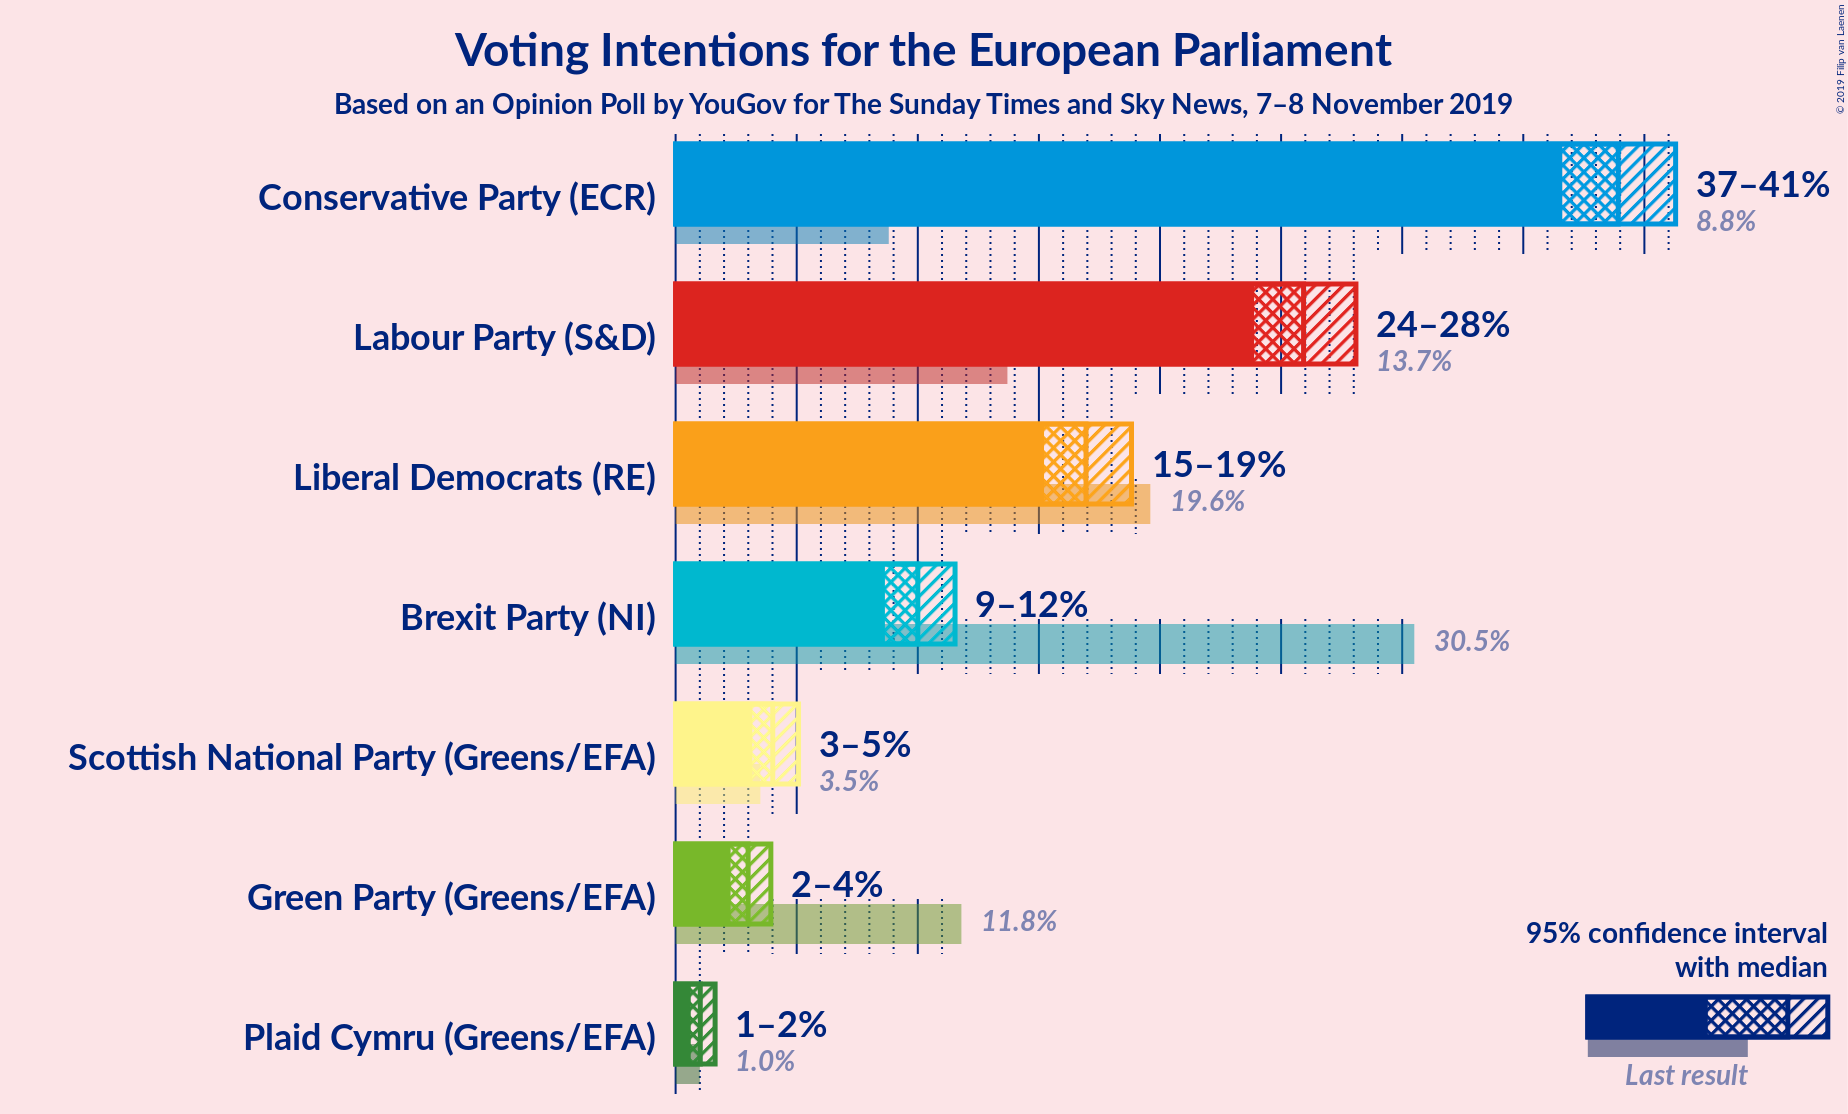 Voting Intentions for the European Parliament
Based on an Opinion Poll by YouGov for The Sunday Times and Sky News, 7–8 November 2019
© 2019 Filip van Laenen
Conservative Party (ECR)
37–41%
8.8%
Labour Party (S&D)
24–28%
13.7%
Liberal Democrats (RE)
15–19%
19.6%
Brexit Party (NI)
9–12%
30.5%
Scottish National Party (Greens/EFA)
3–5%
3.5%
Green Party (Greens/EFA)
2–4%
11.8%
Plaid Cymru (Greens/EFA)
1–2%
1.0%
95% confidence interval
with median
Last result